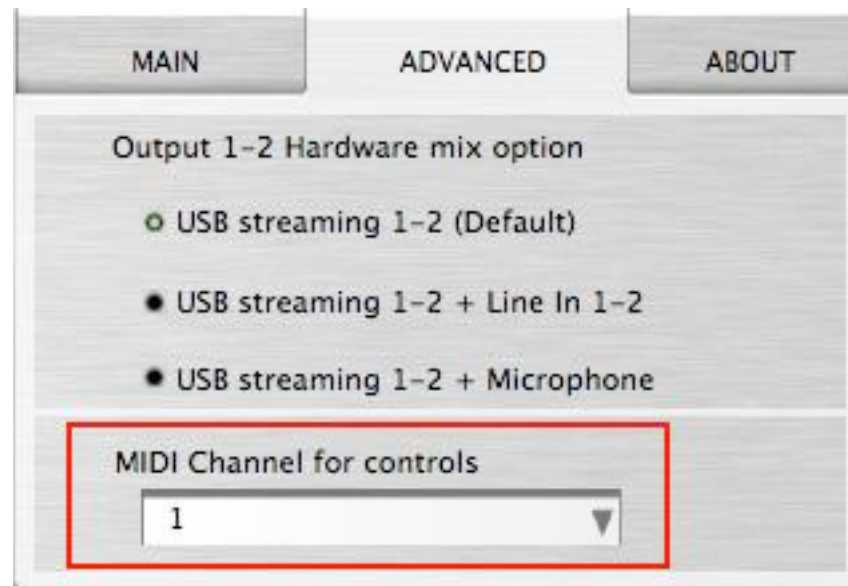 MAIN ADVANCED ABOUT
Output 1-2 Hardware mix option
USB streaming 1-2 (Default)
USB streaming 1-2 + Line In 1-2
USB streaming 1-2 + Microphone
MIDI Channel for controls
1